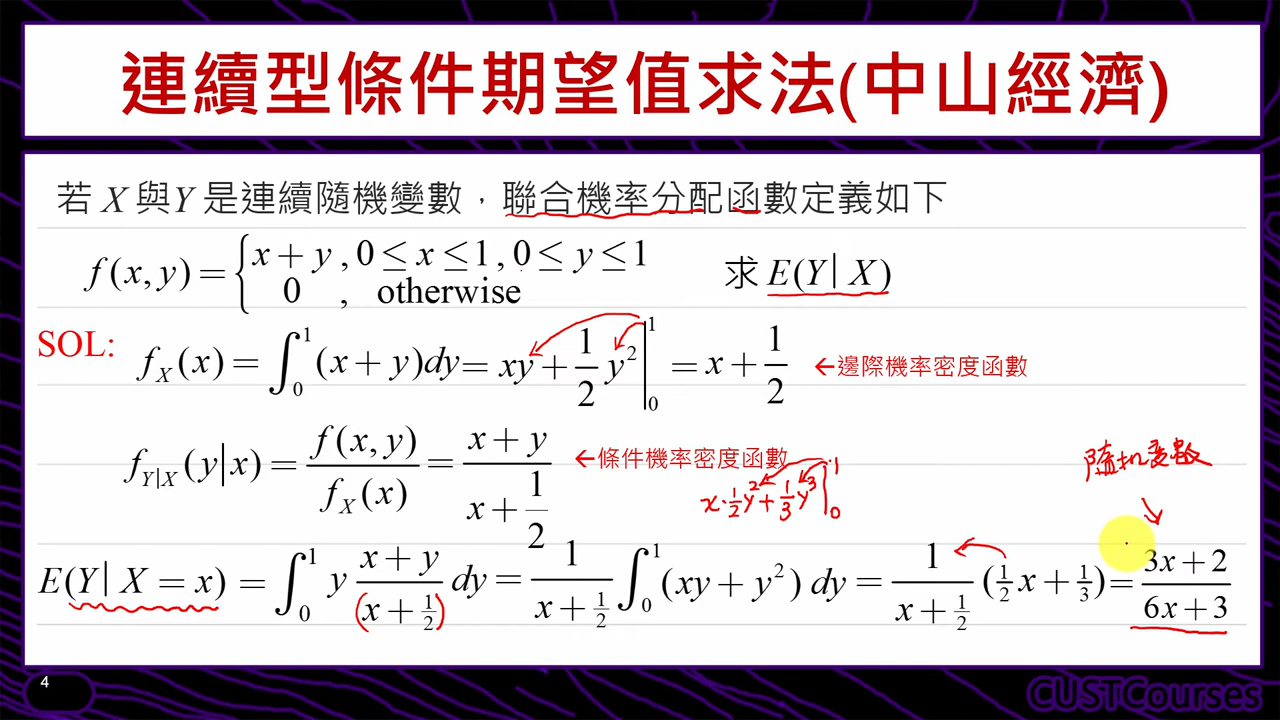 連續型條件期望值求法(中山經濟)
若 X 與Y 是連續隨機變數，聯合機率分配函數定義如下
f(x,y) = { x + y , 0 ≤ x ≤ 1 , 0 ≤ y ≤ 1
0 , otherwise
求 E(Y | X)
SOL: f_X(x) = ∫_0^1 (x + y)dy = xy + 1/2 y^2 |_0^1 = x + 1/2 ←邊際機率密度函數
f_{Y|X}(y|x) = f(x,y)/f_X(x) = (x + y)/(x + 1/2) ←條件機率密度函數
x·1/2 y^2 + 1/3 y^3 |_0^1
隨機變數
E(Y | X = x) = ∫_0^1 y (x + y)/(x + 1/2) dy = 1/(x + 1/2) ∫_0^1 (xy + y^2) dy = 1/(x + 1/2) (1/2 x + 1/3) = (3x + 2)/(6x + 3)
4
CUSTCourses